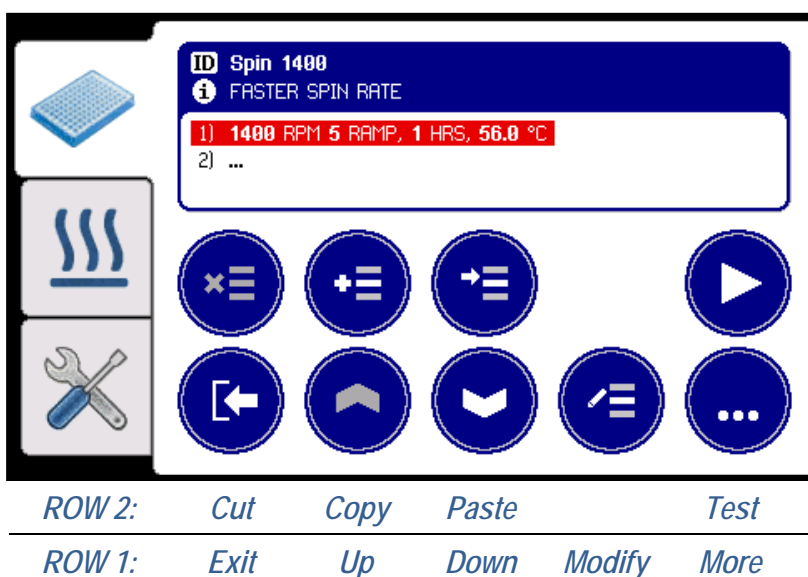 ID Spin 1400
i FASTER SPIN RATE
1) 1400 RPM 5 RAMP, 1 HRS, 56.0 °C
2) ...
ROW 2: Cut Copy Paste Test
ROW 1: Exit Up Down Modify More